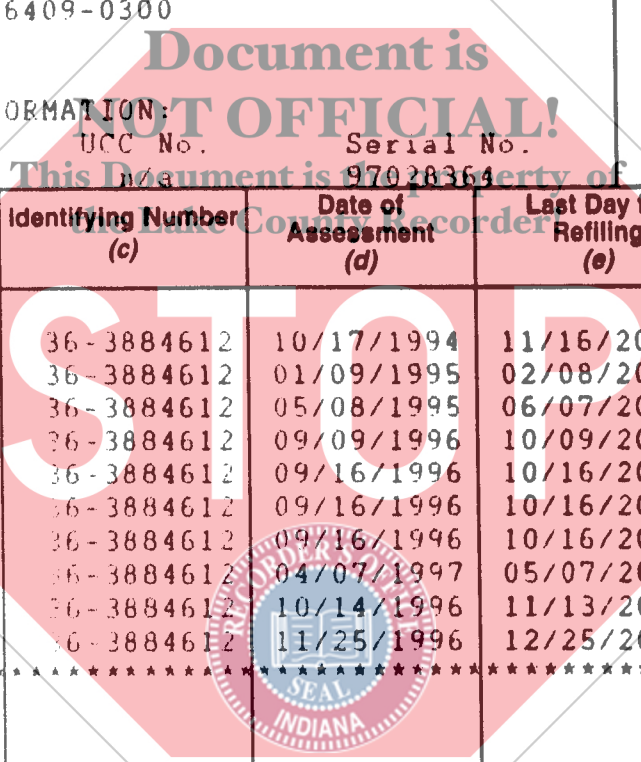 6409-0300
Document is
NOT OFFICIAL!
ORMATION:
UCC No. Serial No.
n/a 97028364
This Document is the property of
the Lake County Recorder!
Identifying Number Date of Assessment Last Day Refiling
(c) (d) (e)
STOP
36-3884612 10/17/1994 11/16/20
36-3884612 01/09/1995 02/08/20
36-3884612 05/08/1995 06/07/20
36-3884612 09/09/1996 10/09/20
36-3884612 09/16/1996 10/16/20
36-3884612 09/16/1996 10/16/20
36-3884612 09/16/1996 10/16/20
36-3884612 04/07/1997 05/07/20
36-3884612 10/14/1996 11/13/20
36-3884612 11/25/1996 12/25/20
SEAL
INDIANA